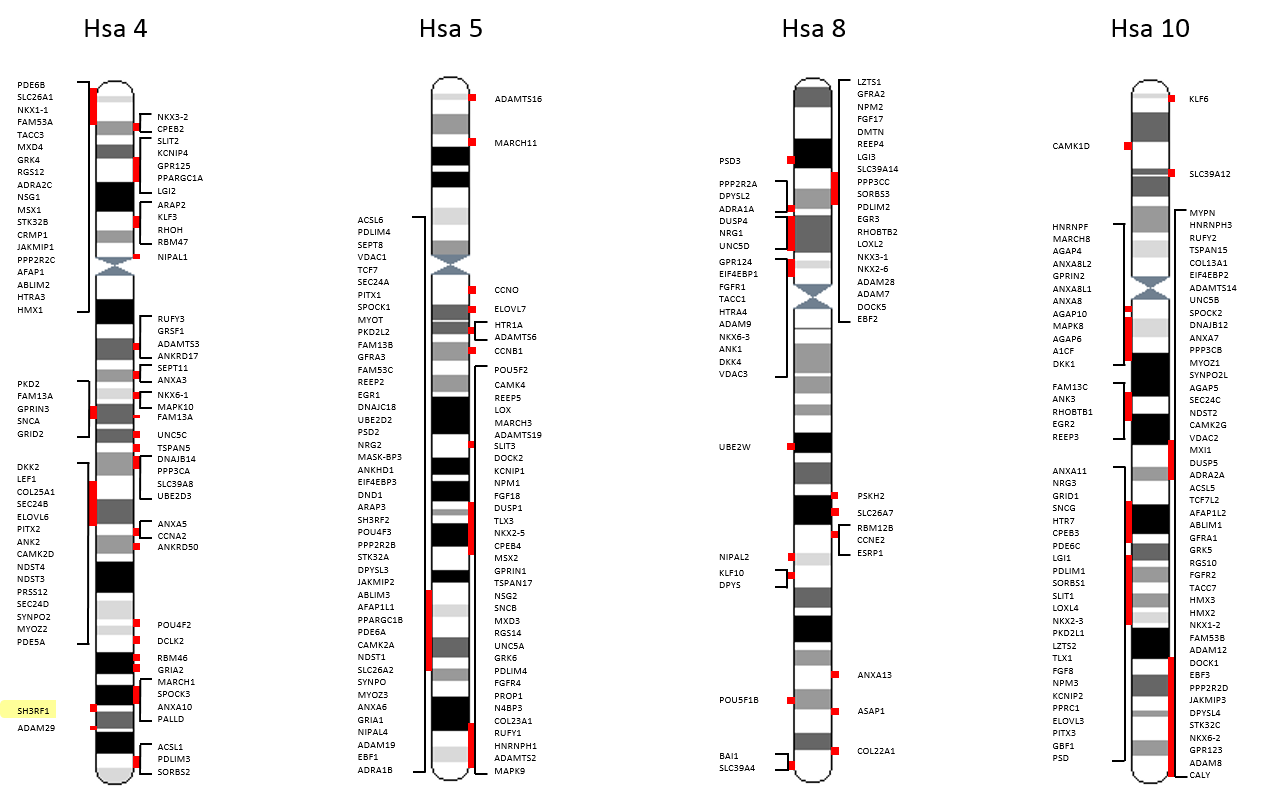 Hsa 4
PDE6B
SLC26A1
NKX1-1
FAM53A
TACC3
MXD4
GRK4
RGS12
ADRA2C
NSG1
MSX1
STK32B
CRMP1
JAKMIP1
PPP2R2C
AFAP1
ABLIM2
HTRA3
HMX1
PKD2
FAM13A
GPRIN3
SNCA
GRID2
DKK2
LEF1
COL25A1
SEC24B
ELOVL6
PITX2
ANK2
CAMK2D
NDST4
NDST3
PRSS12
SEC24D
SYNPO2
MYOZ2
PDE5A
SH3RF1
ADAM29
NKX3-2
CPEB2
SLIT2
KCNIP4
GPR125
PPARGC1A
LGI2
ARAP2
KLF3
RHOH
RBM47
NIPAL1
RUFY3
GRSF1
ADAMTS3
ANKRD17
SEPT11
ANXA3
NKX6-1
MAPK10
FAM13A
UNC5C
TSPAN5
DNAJB14
PPP3CA
SLC39A8
UBE2D3
ANXA5
CCNA2
ANKRD50
POU4F2
DCLK2
RBM46
GRIA2
MARCH1
SPOCK3
ANXA10
PALLD
ACSL1
PDLIM3
SORBS2
Hsa 5
ACSL6
PDLIM4
SEPT8
VDAC1
TCF7
SEC24A
PITX1
SPOCK1
MYOT
PKD2L2
FAM13B
GFRA3
FAM53C
REEP2
EGR1
DNAJC18
UBE2D2
PSD2
NRG2
MASK-BP3
ANKHD1
EIF4EBP3
DND1
ARAP3
SH3RF2
POU4F3
PPP2R2B
STK32A
DPYSL3
JAKMIP2
ABLIM3
AFAP1L1
PPARGC1B
PDE6A
CAMK2A
NDST1
SLC26A2
SYNPO
MYOZ3
ANXA6
GRIA1
NIPAL4
ADAM19
EBF1
ADRA1B
ADAMTS16
MARCH11
CCNO
ELOVL7
HTR1A
ADAMTS6
CCNB1
POU5F2
CAMK4
REEP5
LOX
MARCH3
ADAMTS19
SLIT3
DOCK2
KCNIP1
NPM1
FGF18
DUSP1
TLX3
NKX2-5
CPEB4
MSX2
GPRIN1
TSPAN17
NSG2
SNCB
MXD3
RGS14
UNC5A
GRK6
PDLIM4
FGFR4
PROP1
N4BP3
COL23A1
RUFY1
HNRNPH1
ADAMTS2
MAPK9
Hsa 8
PSD3
PPP2R2A
DPYSL2
ADRA1A
DUSP4
NRG1
UNC5D
GPR124
EIF4EBP1
FGFR1
TACC1
HTRA4
ADAM9
NKX6-3
ANK1
DKK4
VDAC3
UBE2W
NIPAL2
KLF10
DPYS
POU5F1B
BAI1
SLC39A4
LZTS1
GFRA2
NPM2
FGF17
DMTN
REEP4
LGI3
SLC39A14
PPP3CC
SORBS3
PDLIM2
EGR3
RHOBTB2
LOXL2
NKX3-1
NKX2-6
ADAM28
ADAM7
DOCK5
EBF2
PSKH2
SLC26A7
RBM12B
CCNE2
ESRP1
ANXA13
ASAP1
COL22A1
Hsa 10
CAMK1D
HNRNPF
MARCH8
AGAP4
ANXA8L2
GPRIN2
ANXA8L1
ANXA8
AGAP10
MAPK8
AGAP6
A1CF
DKK1
FAM13C
ANK3
RHOBTB1
EGR2
REEP3
ANXA11
NRG3
GRID1
SNCG
HTR7
CPEB3
PDE6C
LGI1
PDLIM1
SORBS1
SLIT1
LOXL4
NKX2-3
PKD2L1
LZTS2
TLX1
FGF8
NPM3
KCNIP2
PPRC1
ELOVL3
PITX3
GBF1
PSD
KLF6
SLC39A12
MYPN
HNRNPH3
RUFY2
TSPAN15
COL13A1
EIF4EBP2
ADAMTS14
UNC5B
SPOCK2
DNAJB12
ANXA7
PPP3CB
MYOZ1
SYNPO2L
AGAP5
SEC24C
NDST2
CAMK2G
VDAC2
MXI1
DUSP5
ADRA2A
ACSL5
TCF7L2
AFAP1L2
ABLIM1
GFRA1
GRK5
RGS10
FGFR2
TACC7
HMX3
HMX2
NKX1-2
FAM53B
ADAM12
DOCK1
EBF3
PPP2R2D
JAKMIP3
DPYSL4
STK32C
NKX6-2
GPR123
ADAM8
CALY